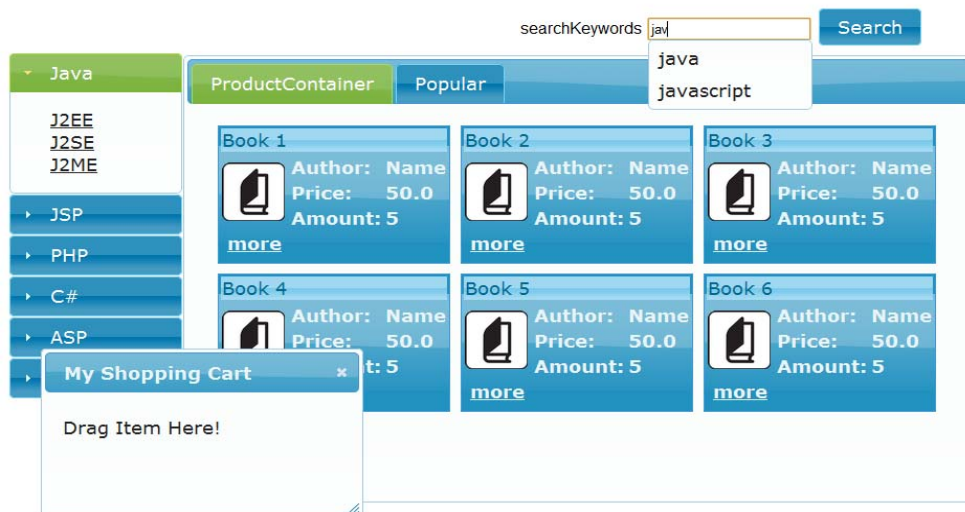 searchKeywords jav Search
java
javascript
Java
J2EE
J2SE
J2ME
JSP
PHP
C#
ASP
ProductContainer Popular
Book 1
Author: Name
Price: 50.0
Amount: 5
more
Book 2
Author: Name
Price: 50.0
Amount: 5
more
Book 3
Author: Name
Price: 50.0
Amount: 5
more
Book 4
Author: Name
Price: 50.0
t: 5
Book 5
Author: Name
Price: 50.0
Amount: 5
more
Book 6
Author: Name
Price: 50.0
Amount: 5
more
My Shopping Cart ×
Drag Item Here!